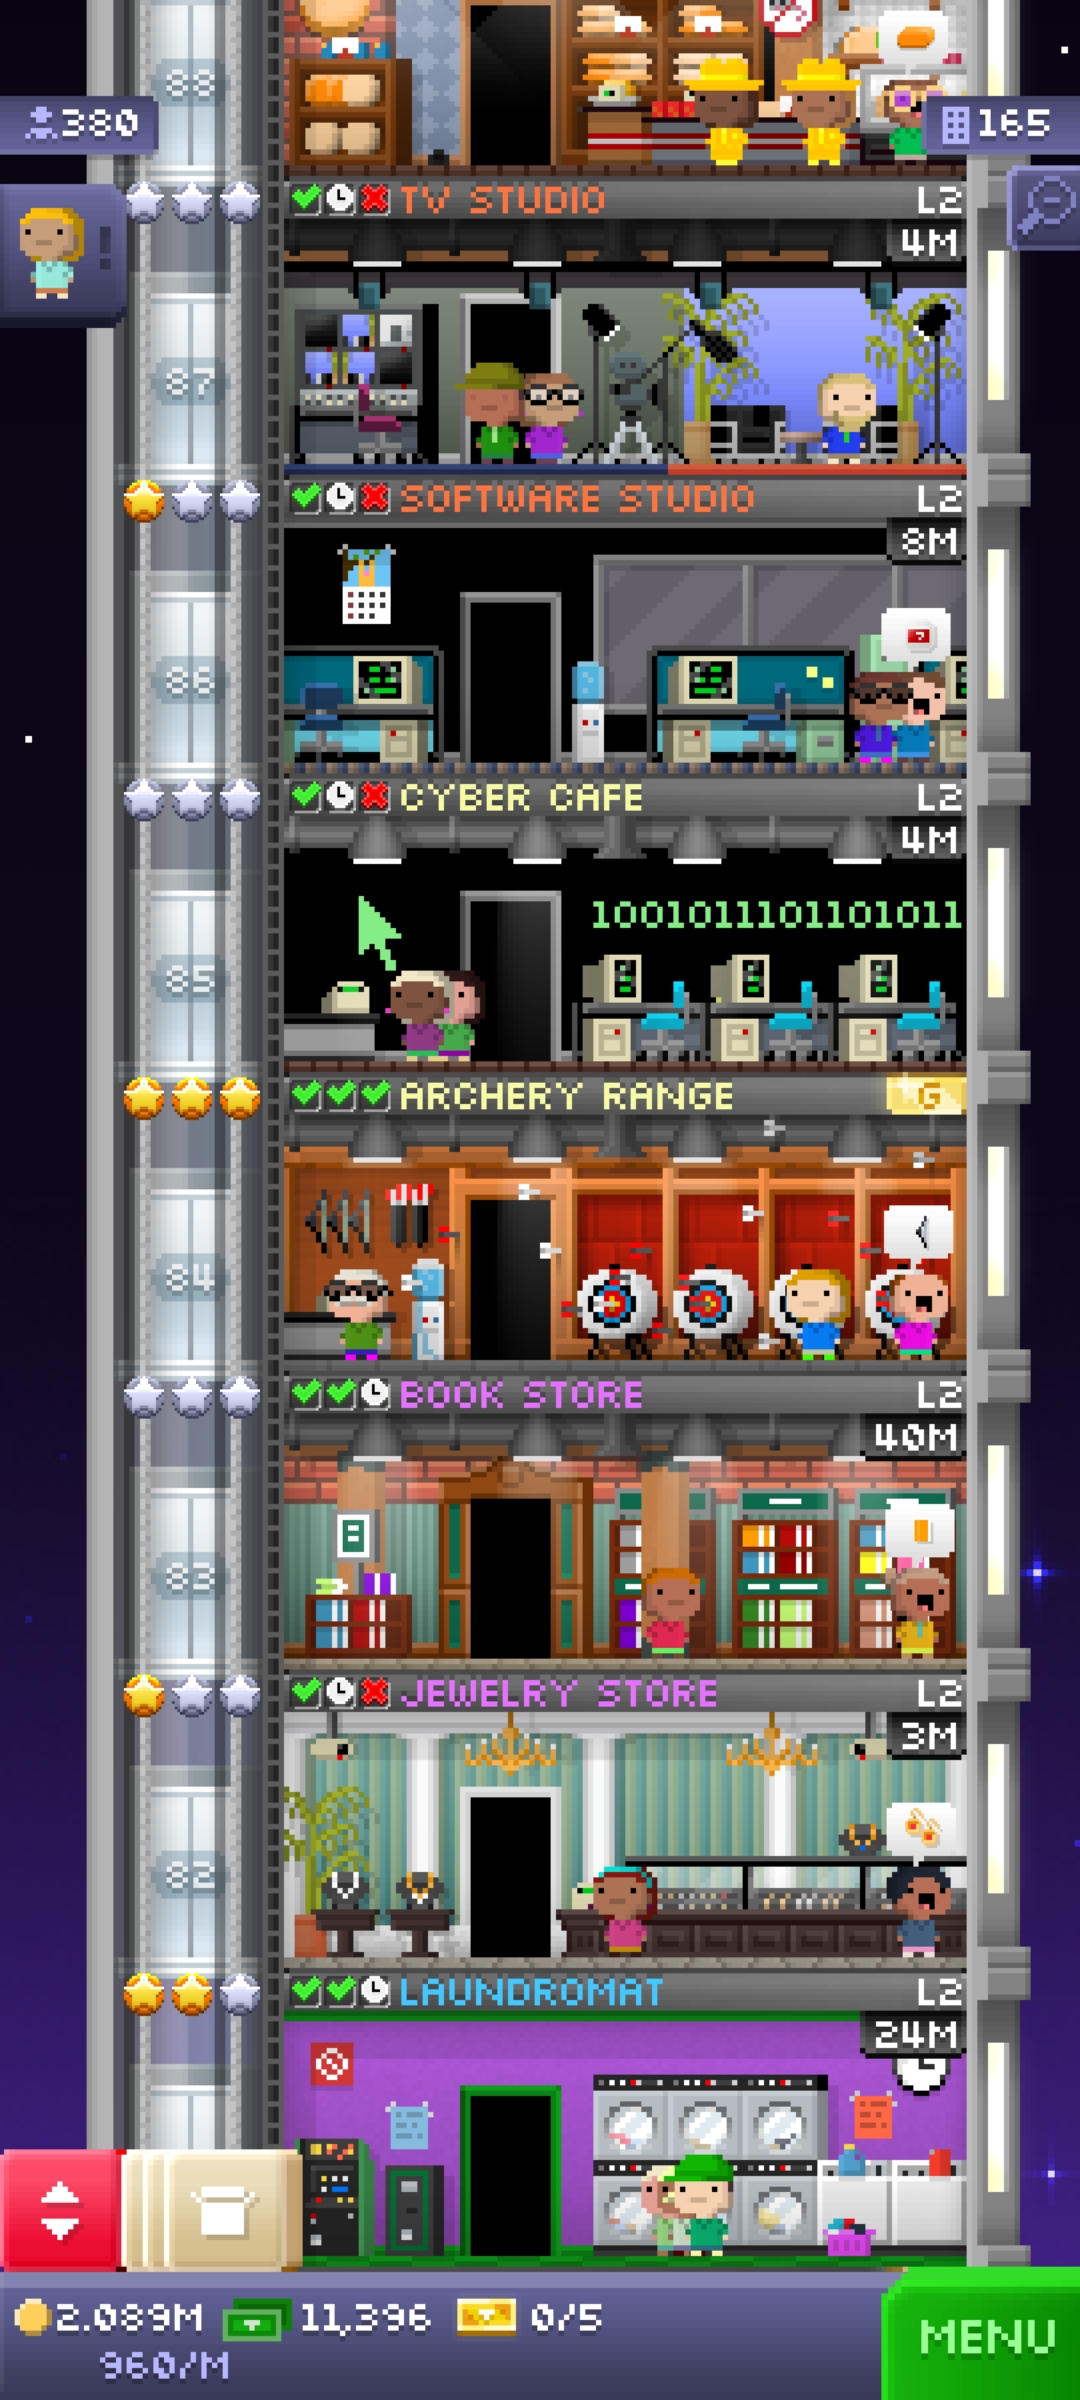 88
380
165
TV STUDIO L2
4M
!
87
SOFTWARE STUDIO L2
8M
?
86
CYBER CAFE L2
4M
1001011101101011
85
ARCHERY RANGE G
84
BOOK STORE L2
40M
83
JEWELRY STORE L2
3M
82
LAUNDROMAT L2
24M
2.089M 11,396 0/5
960/M
MENU